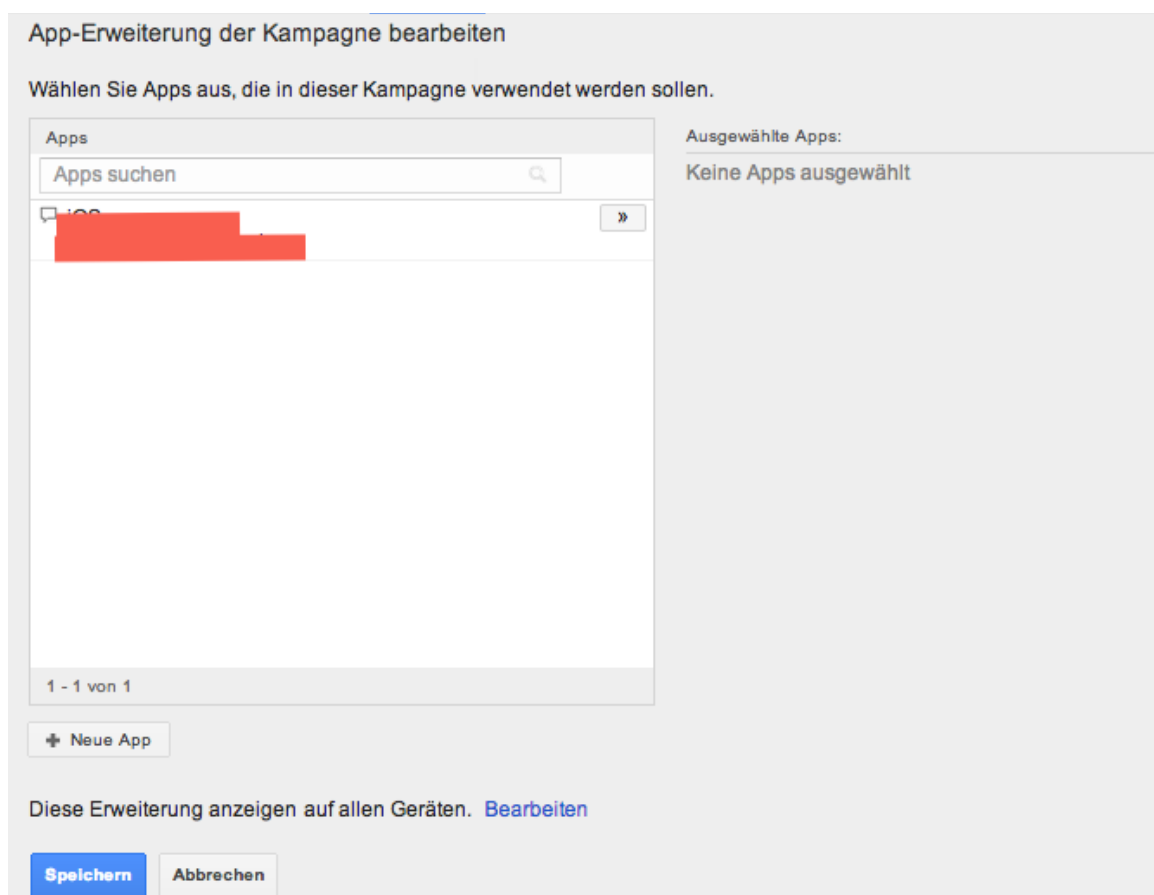 App-Erweiterung der Kampagne bearbeiten
Wählen Sie Apps aus, die in dieser Kampagne verwendet werden sollen.
Apps
Apps suchen
iOS
»
1 - 1 von 1
Ausgewählte Apps:
Keine Apps ausgewählt
+ Neue App
Diese Erweiterung anzeigen auf allen Geräten. Bearbeiten
Speichern Abbrechen